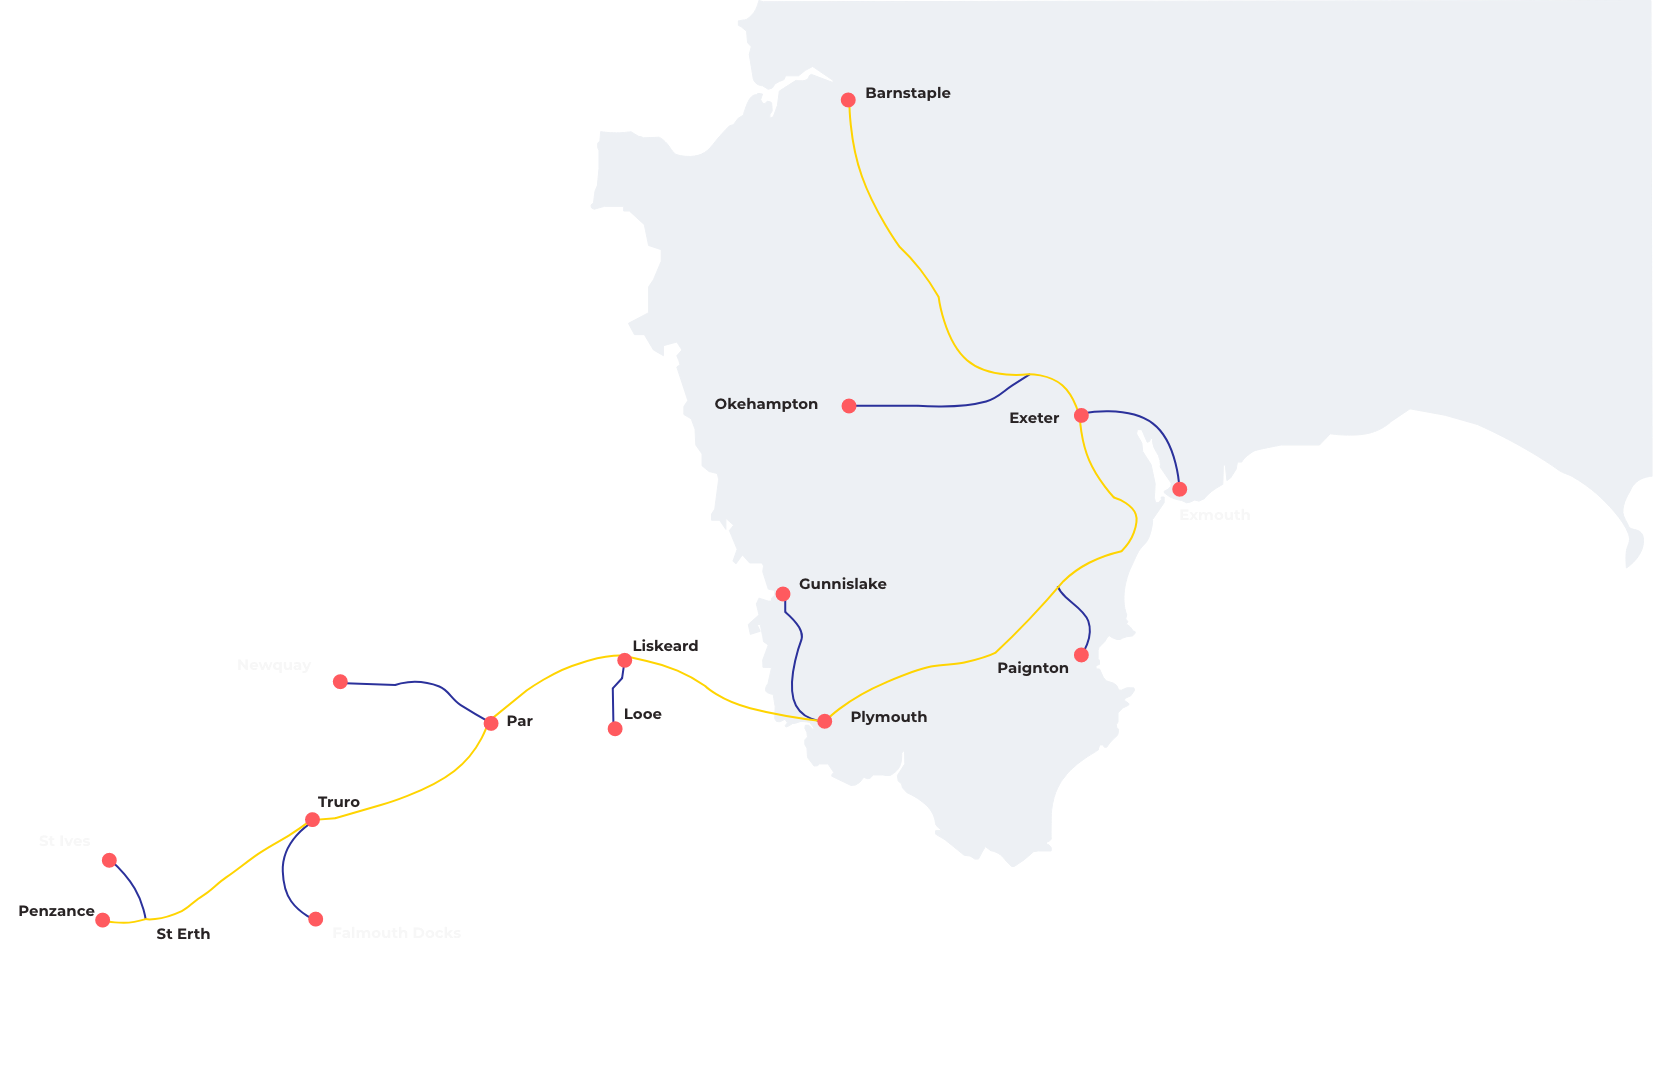 Barnstaple
Okehampton
Exeter
Exmouth
Gunnislake
Liskeard
Newquay
Paignton
Looe
Plymouth
Par
Truro
St Ives
Penzance
St Erth
Falmouth Docks